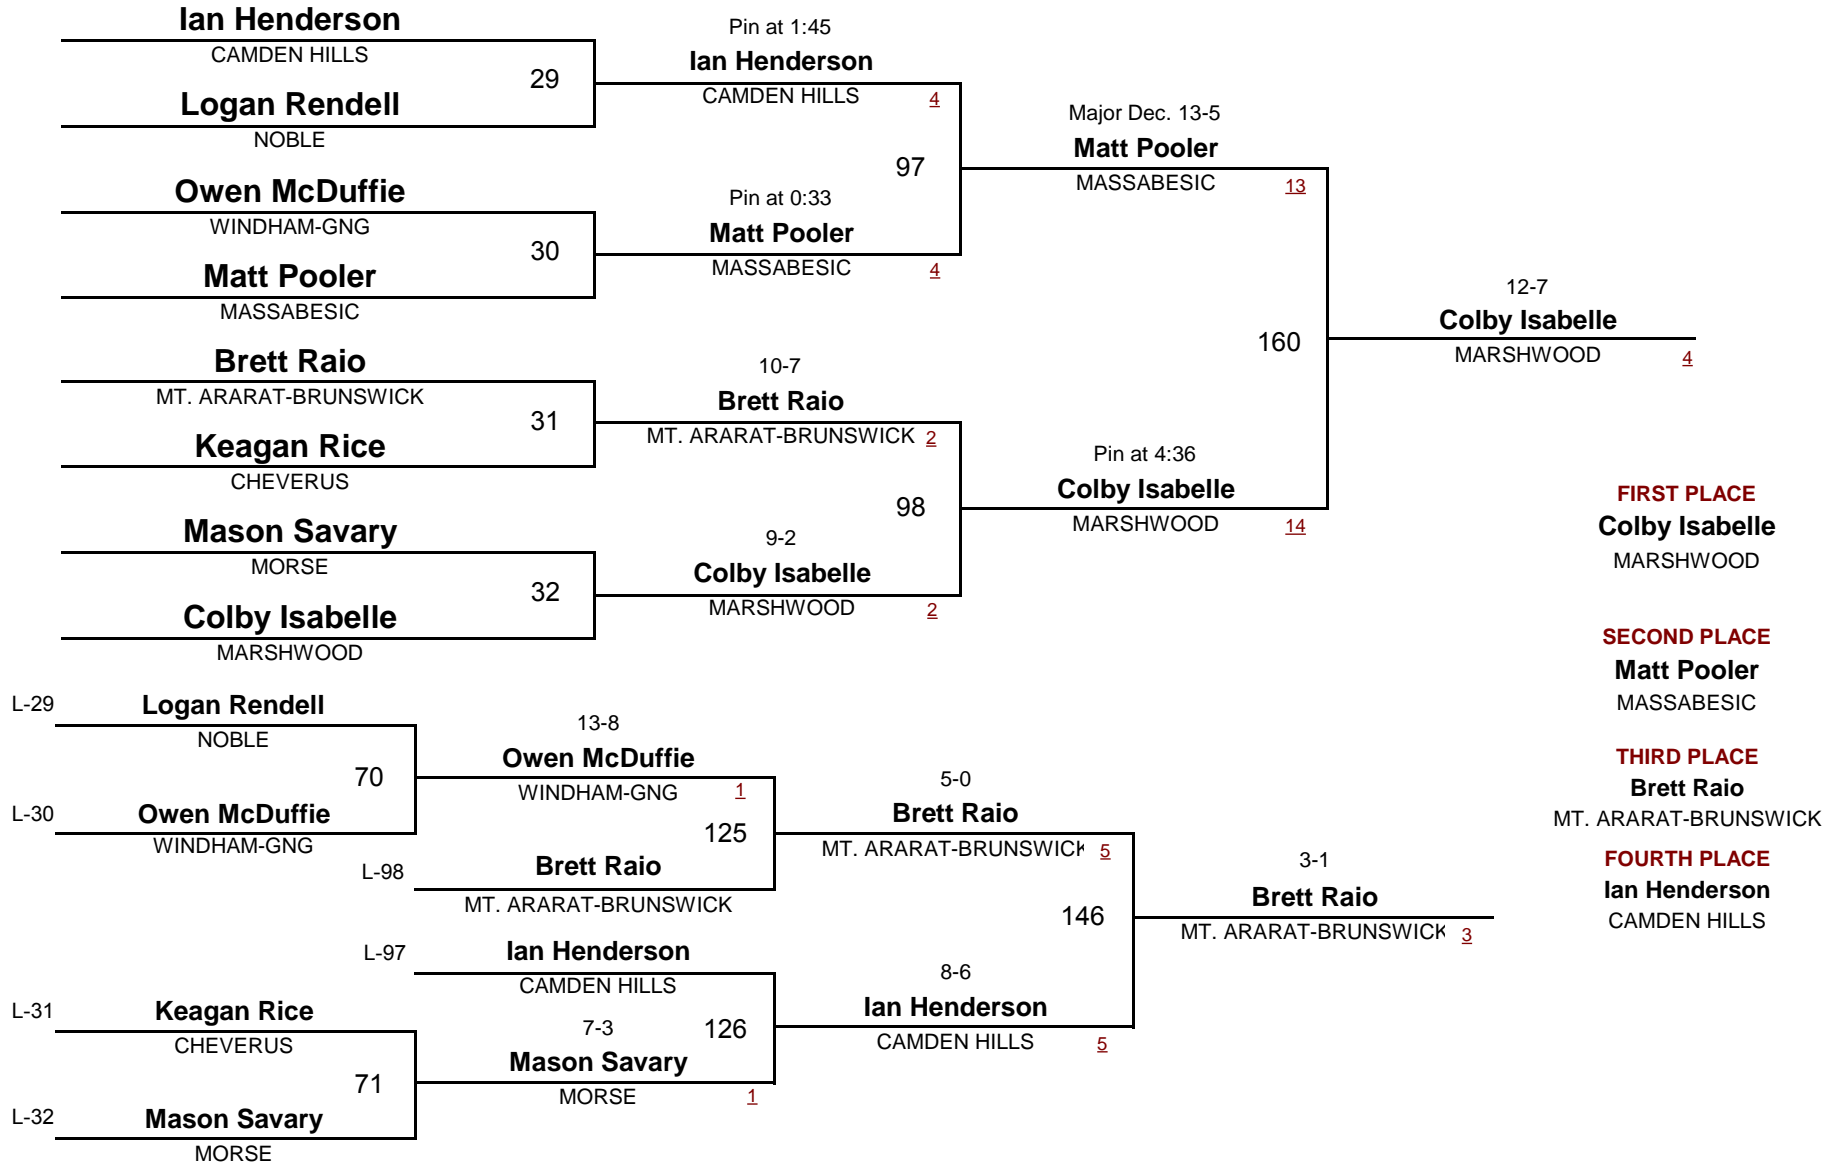 Ian Henderson
CAMDEN HILLS
29
Logan Rendell
NOBLE
Owen McDuffie
WINDHAM-GNG
30
Matt Pooler
MASSABESIC
Brett Raio
MT. ARARAT-BRUNSWICK
31
Keagan Rice
CHEVERUS
Mason Savary
MORSE
32
Colby Isabelle
MARSHWOOD
Pin at 1:45
Ian Henderson
CAMDEN HILLS 4
97
Pin at 0:33
Matt Pooler
MASSABESIC 4
10-7
Brett Raio
MT. ARARAT-BRUNSWICK 2
98
9-2
Colby Isabelle
MARSHWOOD 2
Major Dec. 13-5
Matt Pooler
MASSABESIC 13
160
Pin at 4:36
Colby Isabelle
MARSHWOOD 14
12-7
Colby Isabelle
MARSHWOOD 4
FIRST PLACE
Colby Isabelle
MARSHWOOD
SECOND PLACE
Matt Pooler
MASSABESIC
THIRD PLACE
Brett Raio
MT. ARARAT-BRUNSWICK
FOURTH PLACE
Ian Henderson
CAMDEN HILLS
L-29 Logan Rendell
NOBLE
70
L-30 Owen McDuffie
WINDHAM-GNG
13-8
Owen McDuffie
WINDHAM-GNG 1
125
L-98 Brett Raio
MT. ARARAT-BRUNSWICK
L-97 Ian Henderson
CAMDEN HILLS
126
7-3
Mason Savary
MORSE 1
L-31 Keagan Rice
CHEVERUS
71
L-32 Mason Savary
MORSE
5-0
Brett Raio
MT. ARARAT-BRUNSWICK 5
146
8-6
Ian Henderson
CAMDEN HILLS 5
3-1
Brett Raio
MT. ARARAT-BRUNSWICK 3